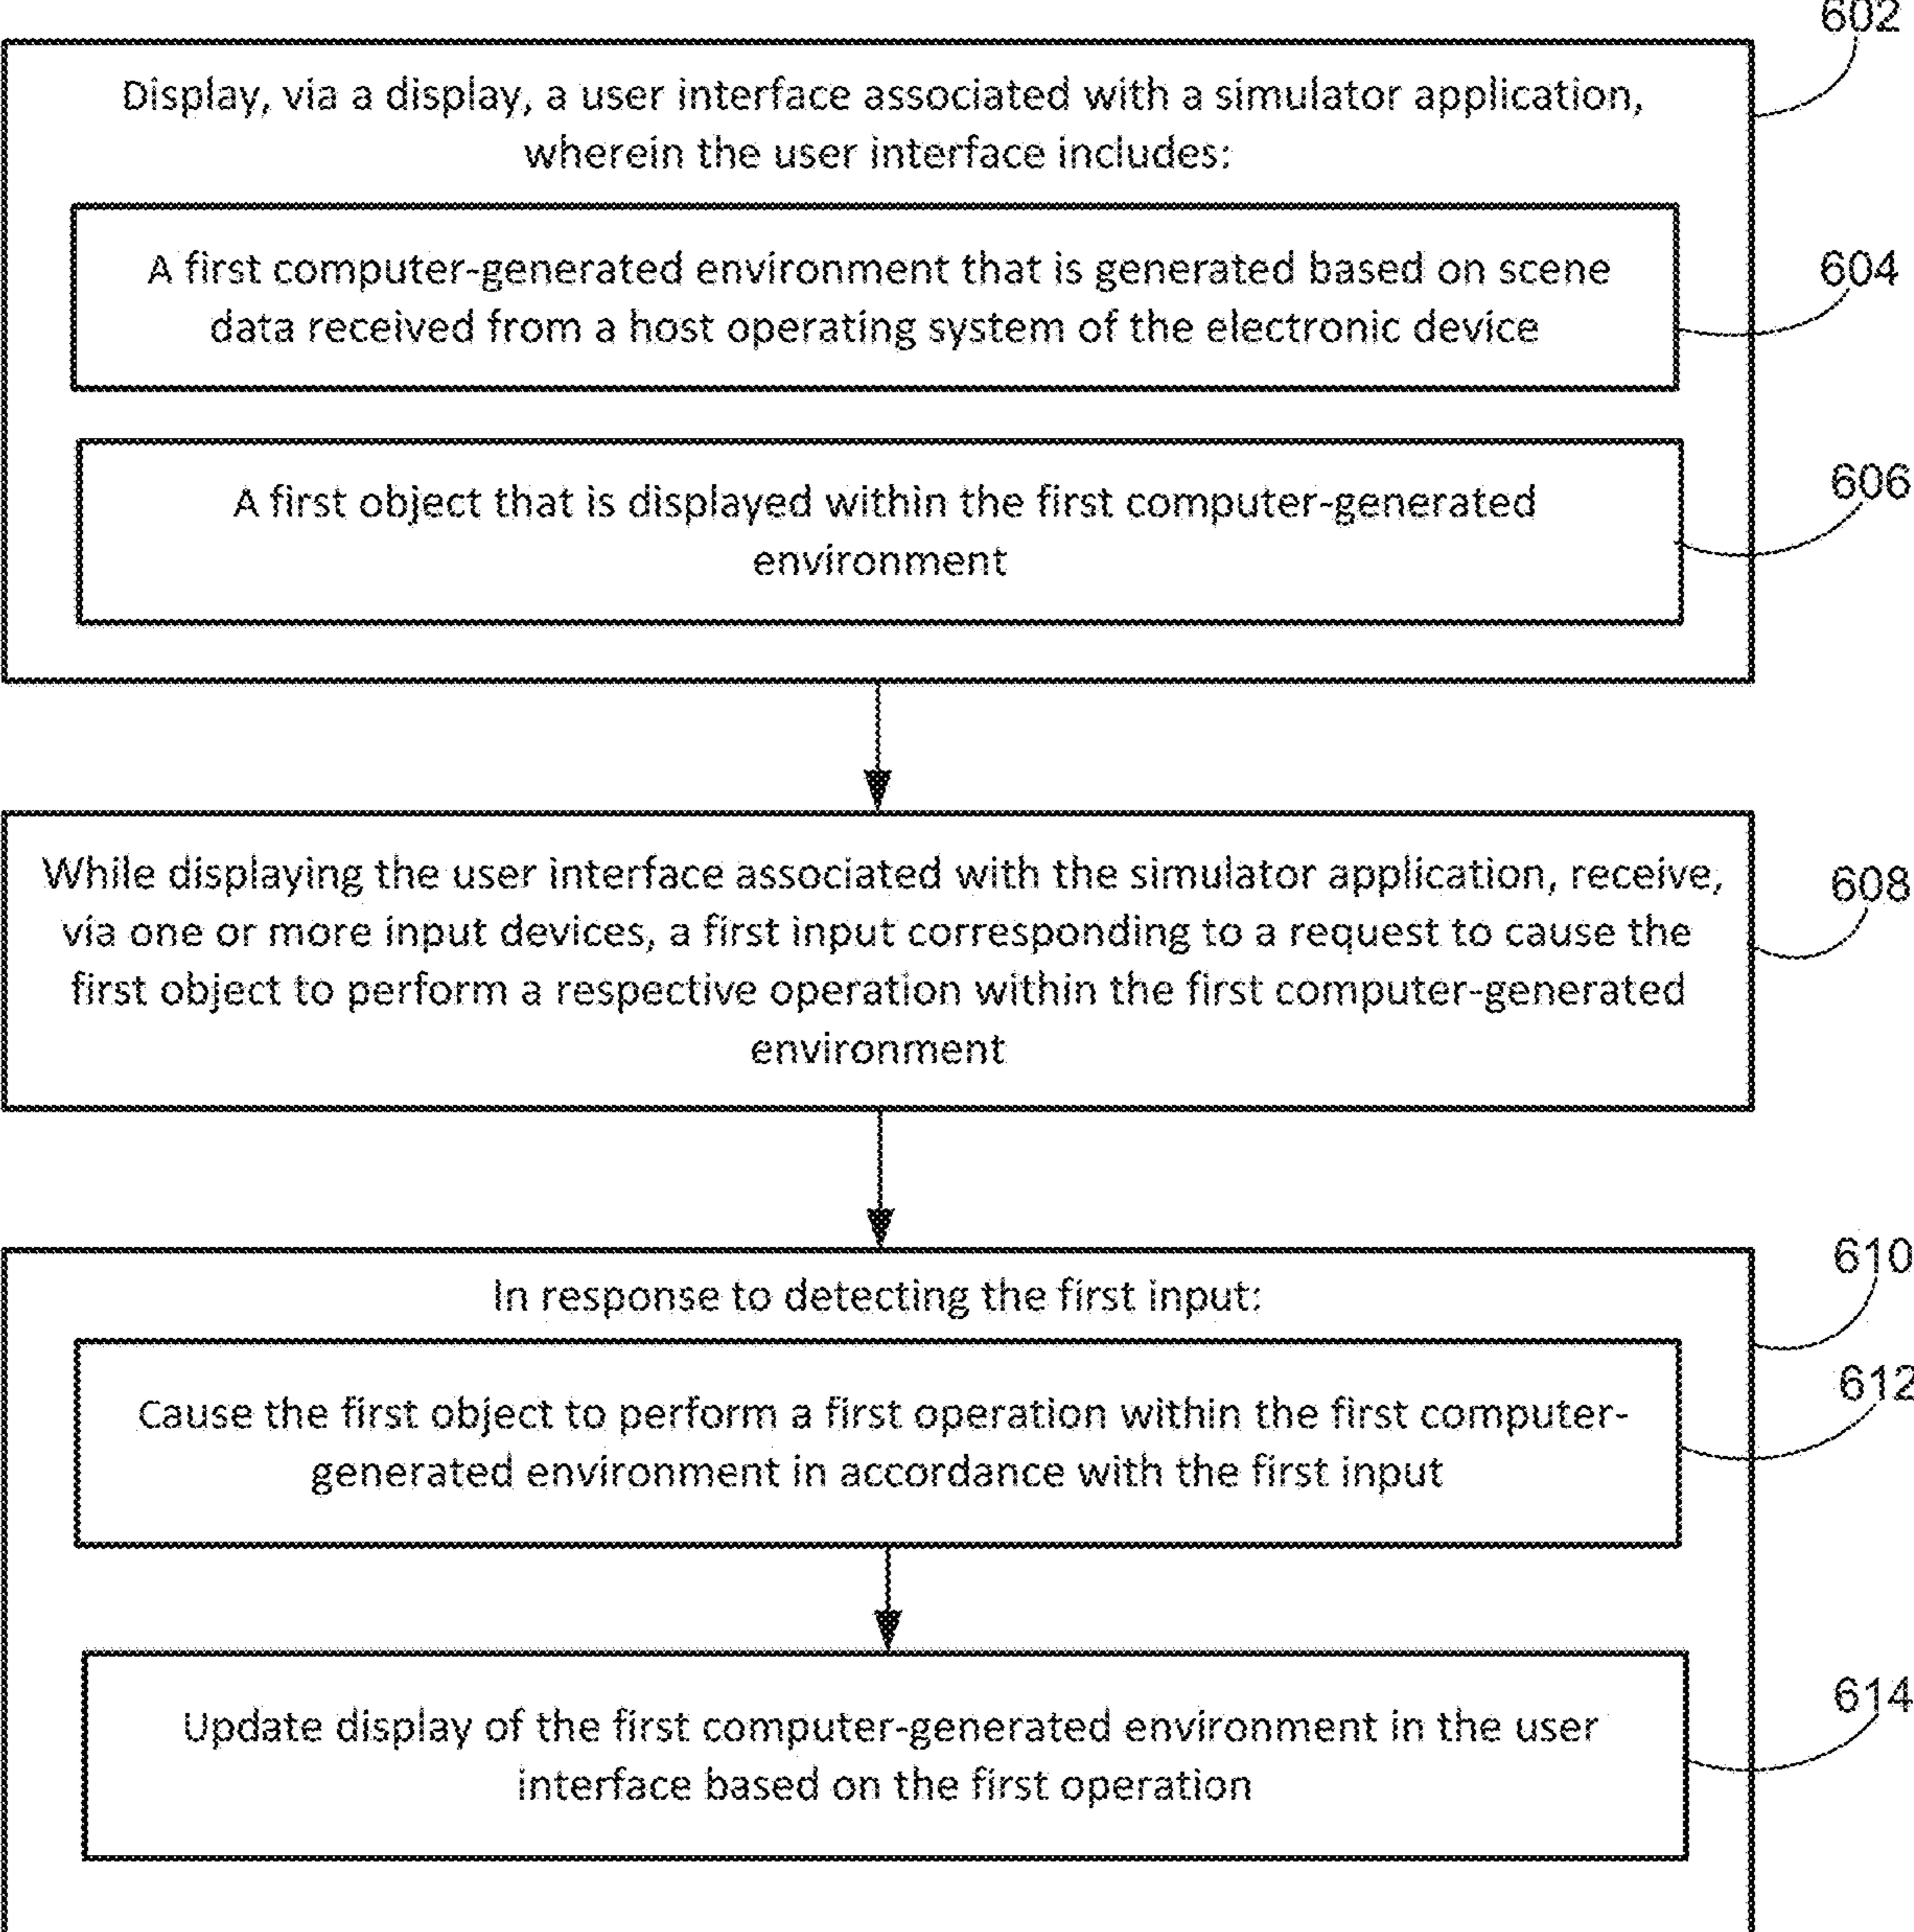 602
Display, via a display, a user interface associated with a simulator application,
wherein the user interface includes:
A first computer-generated environment that is generated based on scene
data received from a host operating system of the electronic device
604
A first object that is displayed within the first computer-generated
environment
606
While displaying the user interface associated with the simulator application, receive,
via one or more input devices, a first input corresponding to a request to cause the
first object to perform a respective operation within the first computer-generated
environment
608
In response to detecting the first input:
610
Cause the first object to perform a first operation within the first computer-
generated environment in accordance with the first input
612
Update display of the first computer-generated environment in the user
interface based on the first operation
614